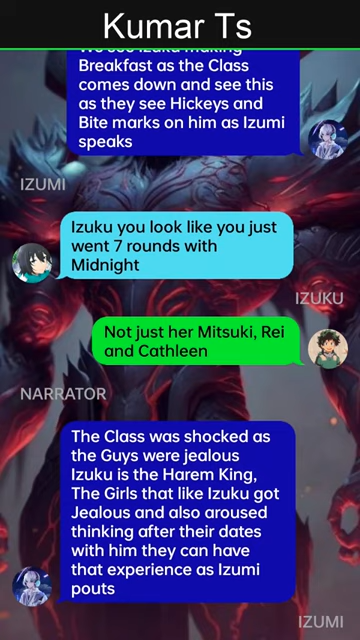 Kumar Ts
We see Izuku making
Breakfast as the Class
comes down and see this
as they see Hickeys and
Bite marks on him as Izumi
speaks
IZUMI
Izuku you look like you just
went 7 rounds with
Midnight
IZUKU
Not just her Mitsuki, Rei
and Cathleen
NARRATOR
The Class was shocked as
the Guys were jealous
Izuku is the Harem King,
The Girls that like Izuku got
Jealous and also aroused
thinking after their dates
with him they can have
that experience as Izumi
pouts
IZUMI